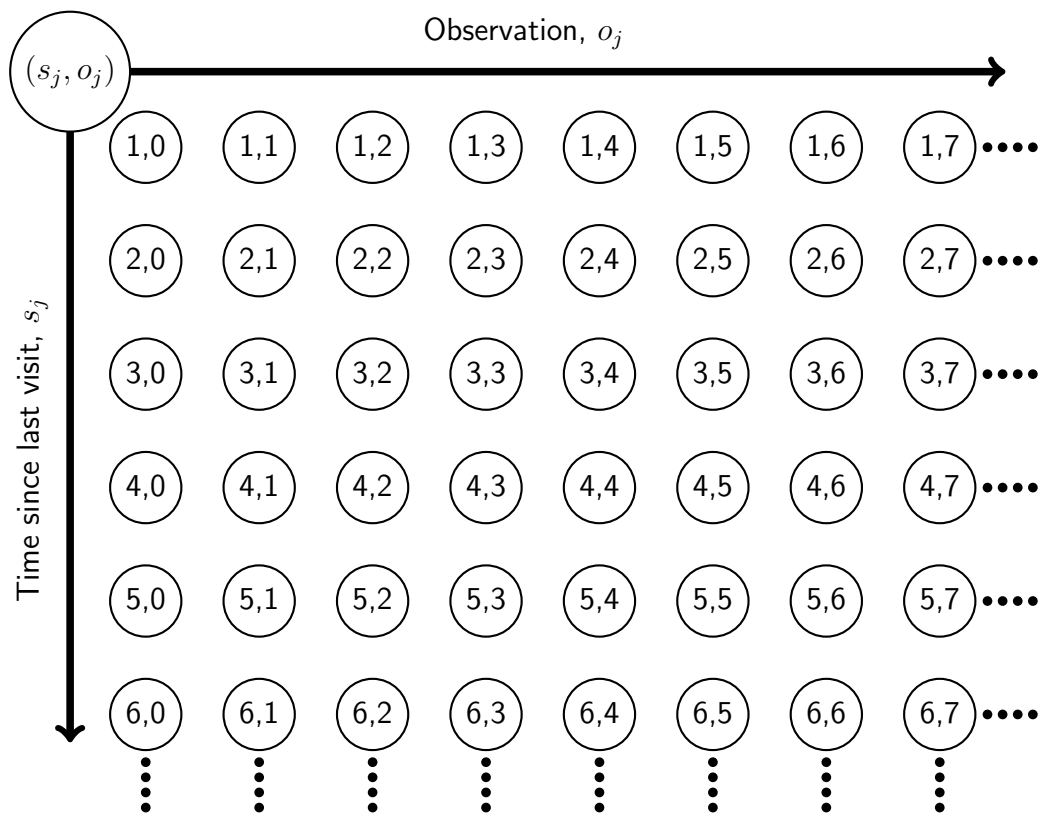 Observation, $o_j$
$(s_j, o_j)$
1,0 1,1 1,2 1,3 1,4 1,5 1,6 1,7
2,0 2,1 2,2 2,3 2,4 2,5 2,6 2,7
3,0 3,1 3,2 3,3 3,4 3,5 3,6 3,7
4,0 4,1 4,2 4,3 4,4 4,5 4,6 4,7
5,0 5,1 5,2 5,3 5,4 5,5 5,6 5,7
6,0 6,1 6,2 6,3 6,4 6,5 6,6 6,7
Time since last visit, $s_j$